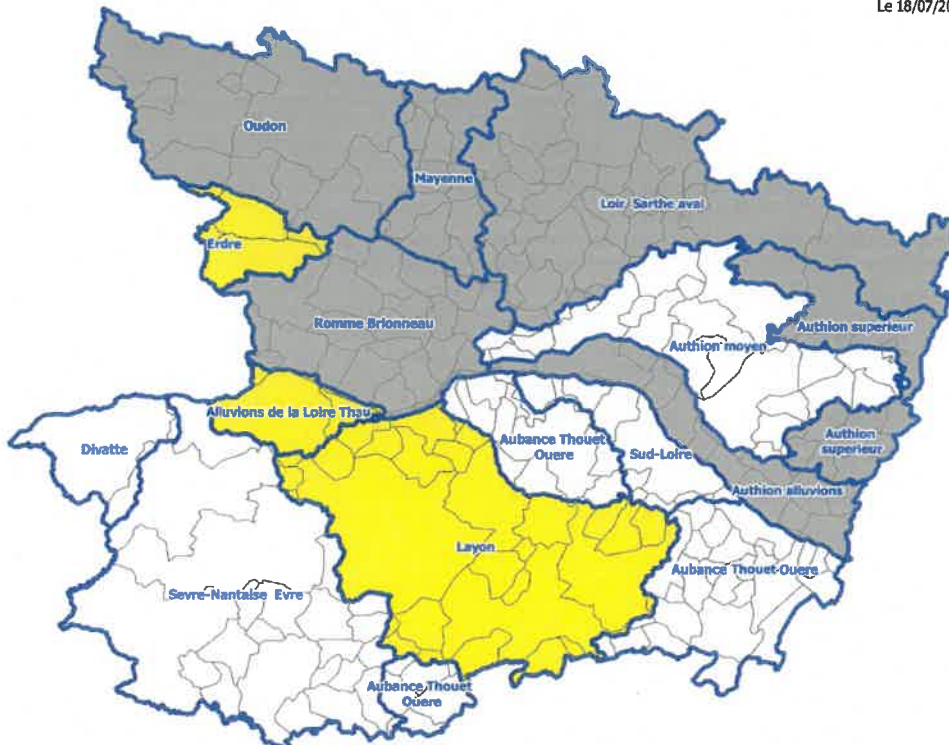 Le 18/07/20
Oudon
Mayenne
Loir/ Sarthe aval
Erdre
Romme Brionneau
Authion superieur
Authion moyen
Alluvions de la Loire Thau
Divatte
Aubance Thouet
Ouere
Sud-Loire
Authion
superieur
Authion alluvions
Layon
Aubance Thouet-Ouere
Sevre-Nantaise Evre
Aubance Thouet
Ouere